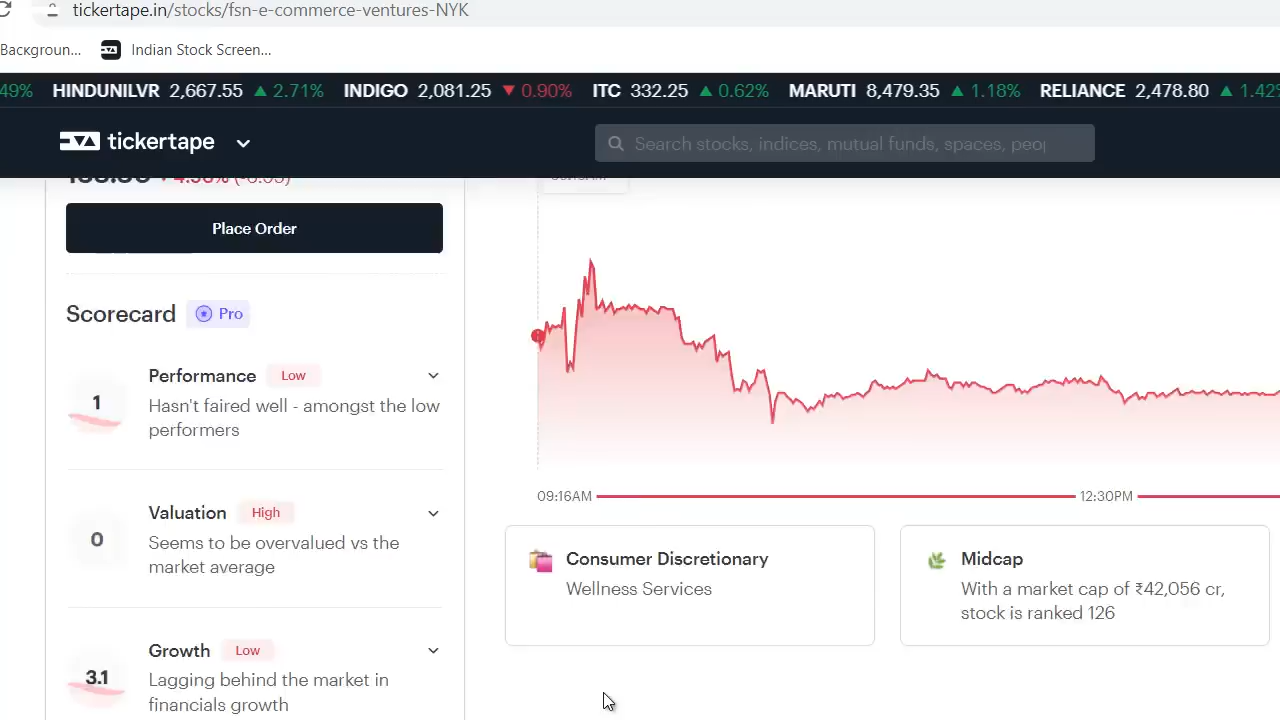 tickertape.in/stocks/fsn-e-commerce-ventures-NYK
Backgroun... Indian Stock Screen...
49% HINDUNILVR 2,667.55 ▲ 2.71% INDIGO 2,081.25 ▼ 0.90% ITC 332.25 ▲ 0.62% MARUTI 8,479.35 ▲ 1.18% RELIANCE 2,478.80 ▲ 1.42%
tickertape
Search stocks, indices, mutual funds, spaces, peop
Place Order
Scorecard Pro
Performance Low
1
Hasn't faired well - amongst the low
performers
Valuation High
0
Seems to be overvalued vs the
market average
Growth Low
3.1
Lagging behind the market in
financials growth
09:16AM 12:30PM
Consumer Discretionary
Wellness Services
Midcap
With a market cap of ₹42,056 cr,
stock is ranked 126